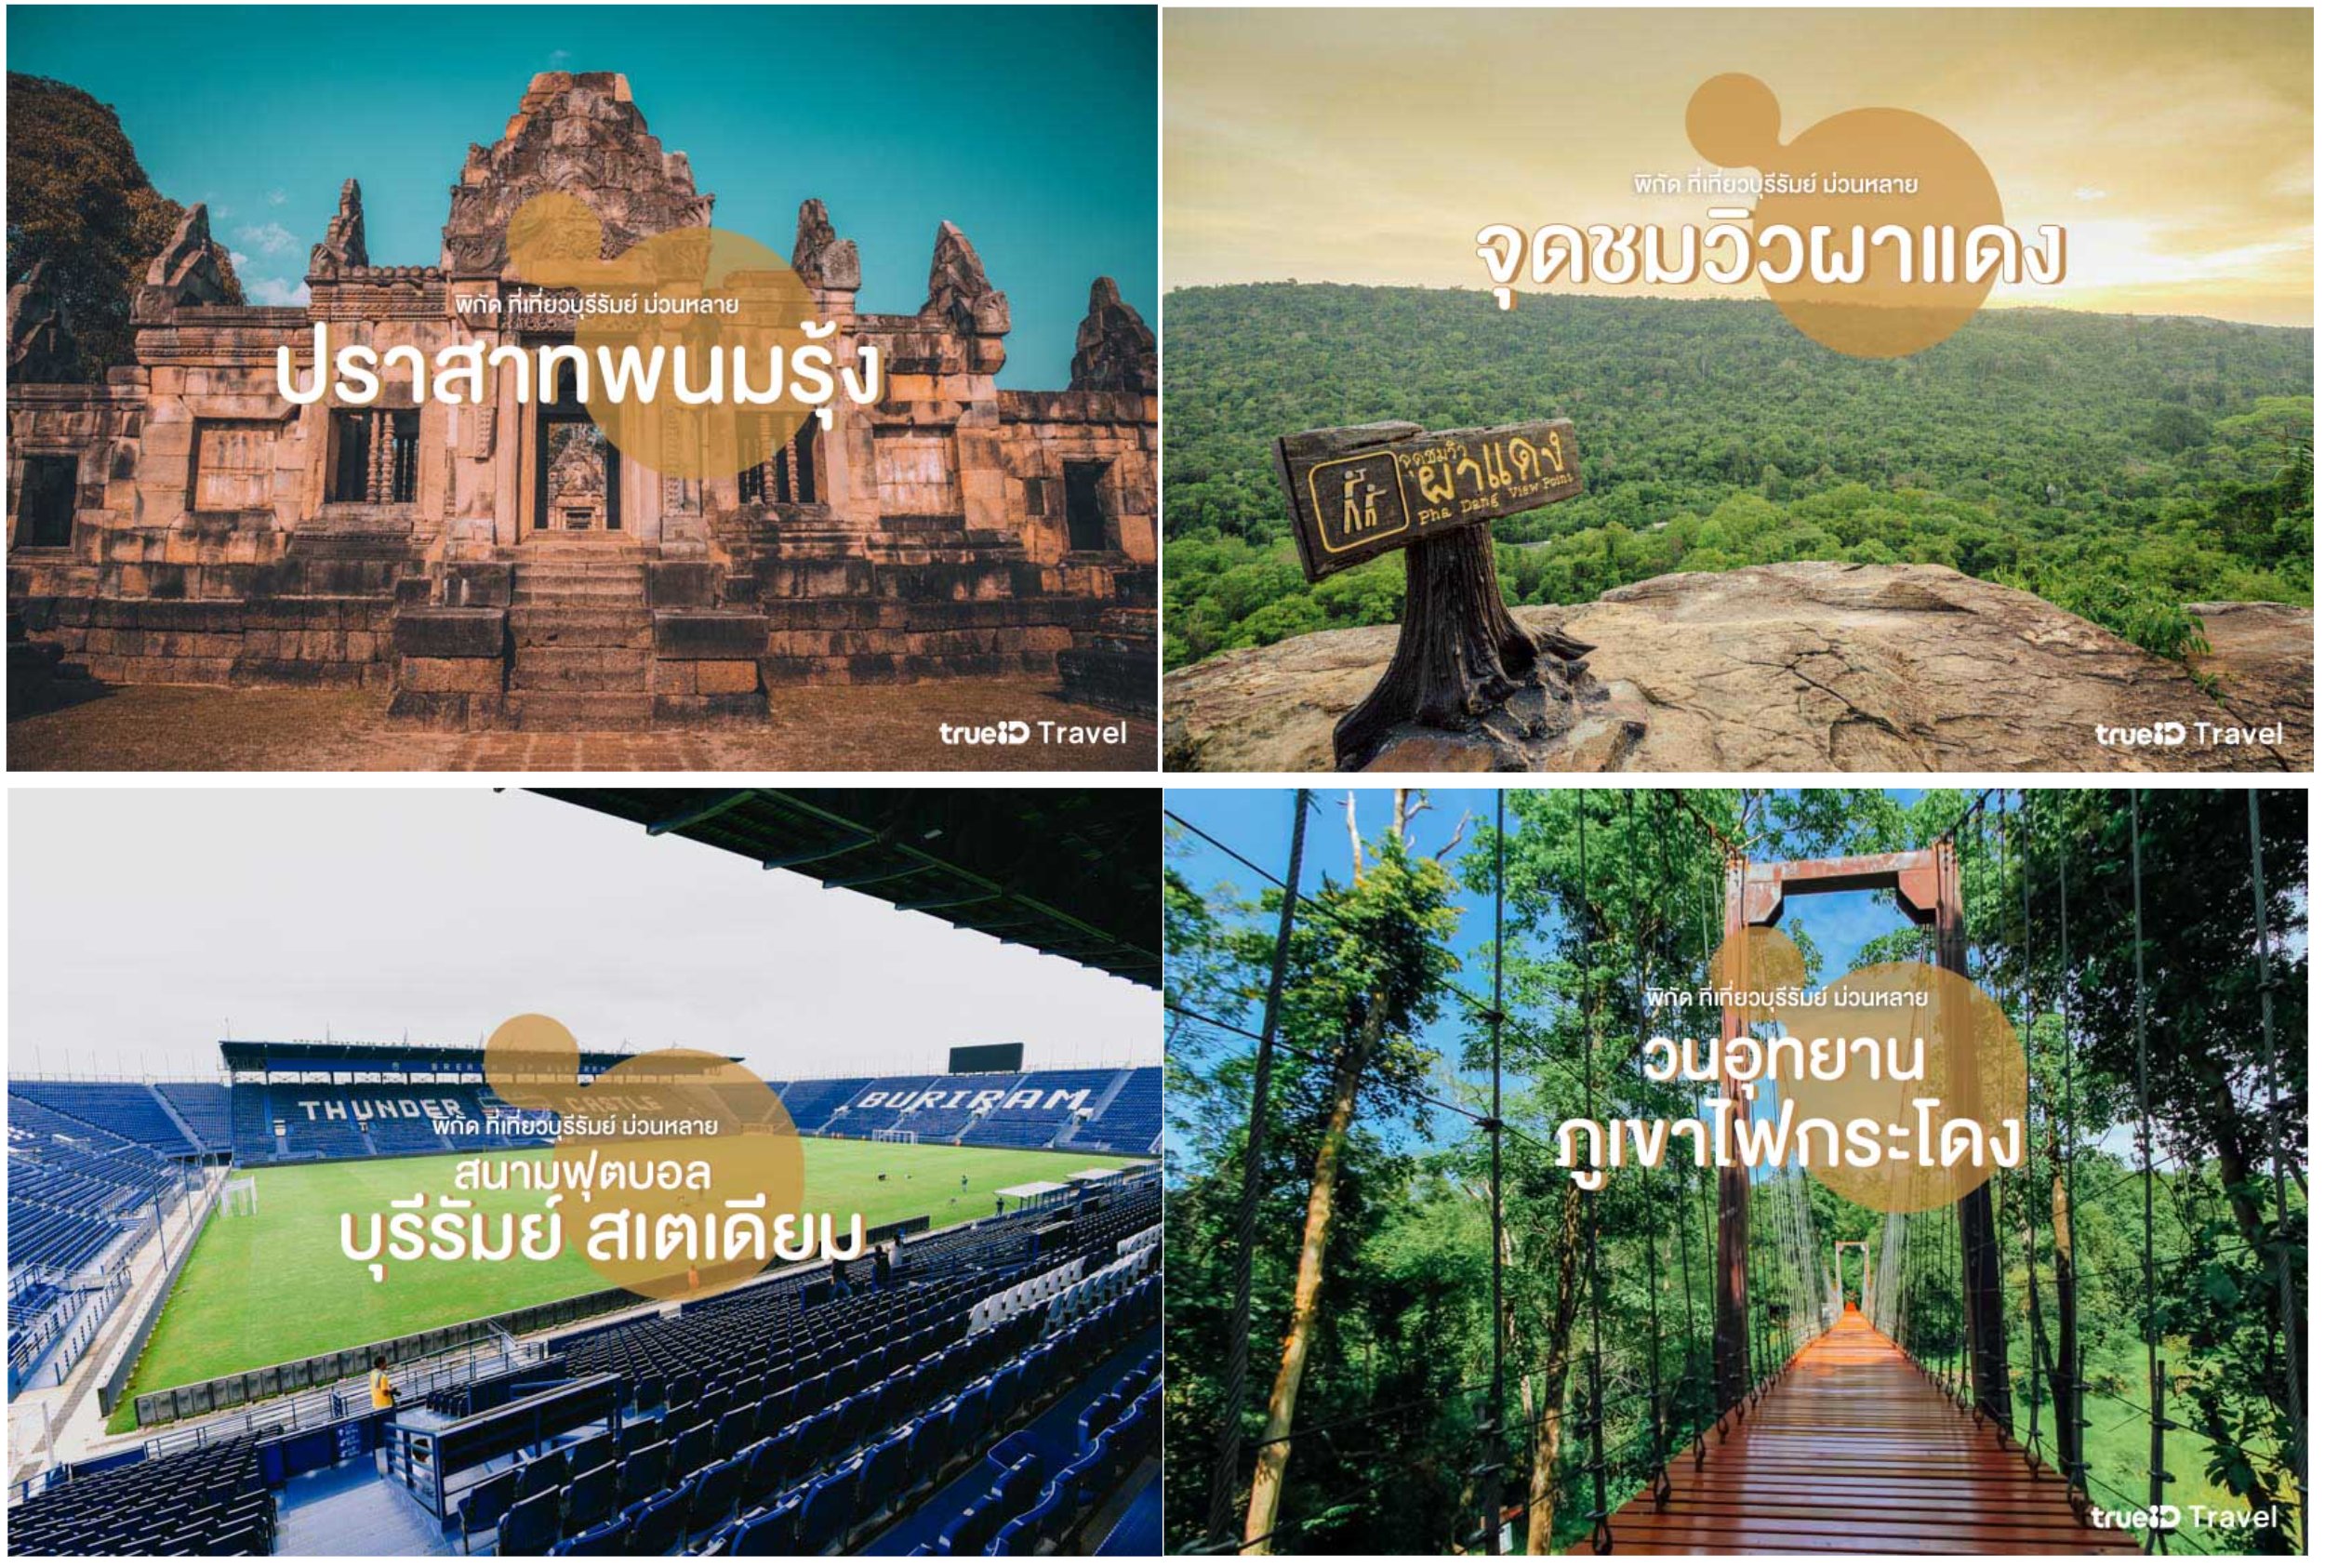 พิกัด ที่เที่ยวบุรีรัมย์ ม่วนหลาย
ปราสาทพนมรุ้ง
trueID Travel
พิกัด ที่เที่ยวบุรีรัมย์ ม่วนหลาย
จุดชมวิวผาแดง
จุดชมวิว
ผาแดง
Pha Dang View Point
trueID Travel
THUNDER CASTLE
BURIRAM
พิกัด ที่เที่ยวบุรีรัมย์ ม่วนหลาย
สนามฟุตบอล
บุรีรัมย์ สเตเดียม
พิกัด ที่เที่ยวบุรีรัมย์ ม่วนหลาย
วนอุทยาน
ภูเขาไฟกระโดง
trueID Travel